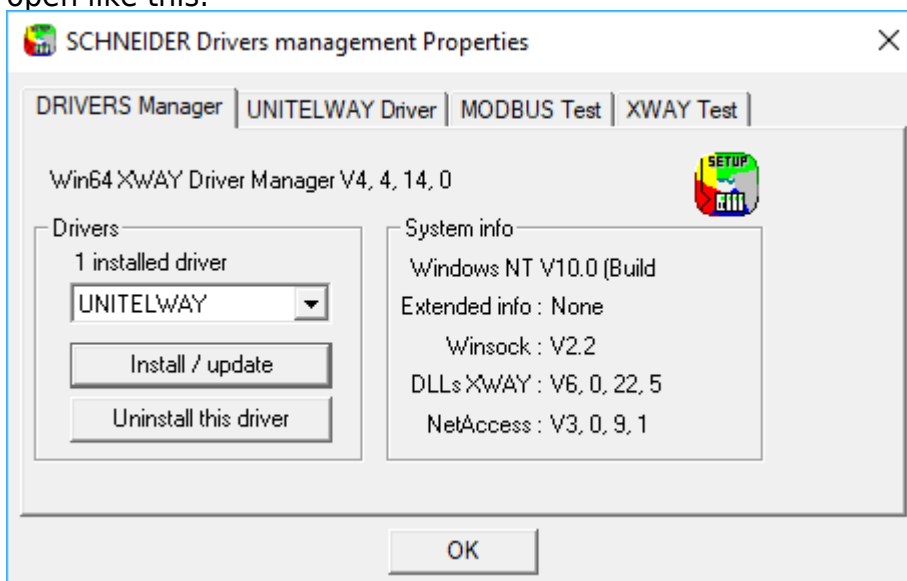 open like this:
SCHNEIDER Drivers management Properties
DRIVERS Manager UNITELWAY Driver MODBUS Test XWAY Test
Win64 XWAY Driver Manager V4, 4, 14, 0
SETUP
Drivers
1 installed driver
UNITELWAY
Install / update
Uninstall this driver
System info
Windows NT V10.0 (Build
Extended info : None
Winsock : V2.2
DLLs XWAY : V6, 0, 22, 5
NetAccess : V3, 0, 9, 1
OK